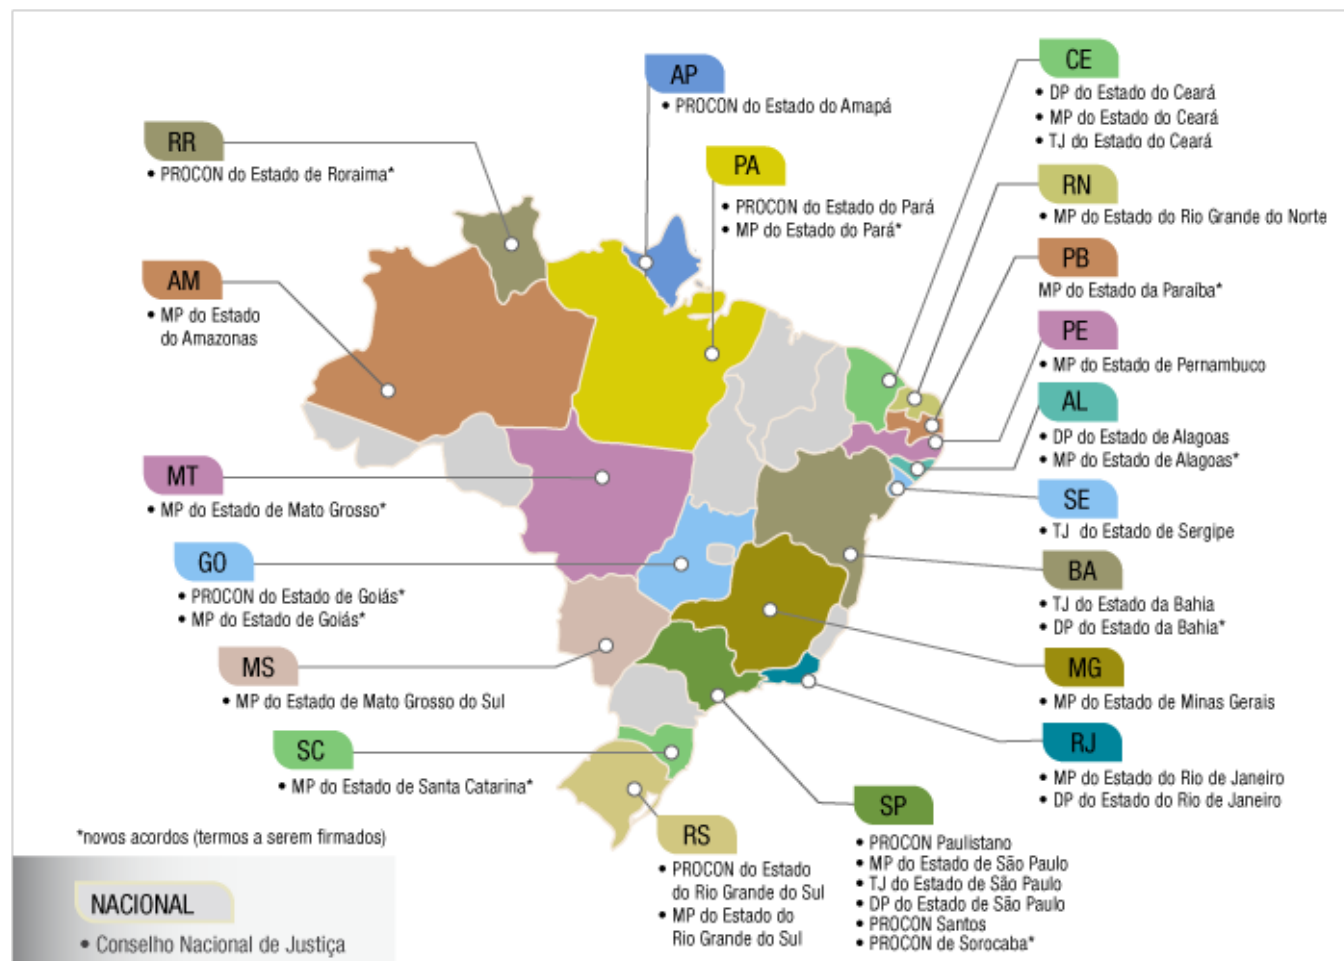 AP
• PROCON do Estado do Amapá
RR
• PROCON do Estado de Roraima*
PA
• PROCON do Estado do Pará
• MP do Estado do Pará*
AM
• MP do Estado
do Amazonas
MT
• MP do Estado de Mato Grosso*
GO
• PROCON do Estado de Goiás*
• MP do Estado de Goiás*
MS
• MP do Estado de Mato Grosso do Sul
SC
• MP do Estado de Santa Catarina*
CE
• DP do Estado do Ceará
• MP do Estado do Ceará
• TJ do Estado do Ceará
RN
• MP do Estado do Rio Grande do Norte
PB
MP do Estado da Paraíba*
PE
• MP do Estado de Pernambuco
AL
• DP do Estado de Alagoas
• MP do Estado de Alagoas*
SE
• TJ do Estado de Sergipe
BA
• TJ do Estado da Bahia
• DP do Estado da Bahia*
MG
• MP do Estado de Minas Gerais
RJ
• MP do Estado do Rio de Janeiro
• DP do Estado do Rio de Janeiro
SP
• PROCON Paulistano
• MP do Estado de São Paulo
• TJ do Estado de São Paulo
• DP do Estado de São Paulo
• PROCON Santos
• PROCON de Sorocaba*
RS
• PROCON do Estado
do Rio Grande do Sul
• MP do Estado do
Rio Grande do Sul
*novos acordos (termos a serem firmados)
NACIONAL
• Conselho Nacional de Justiça